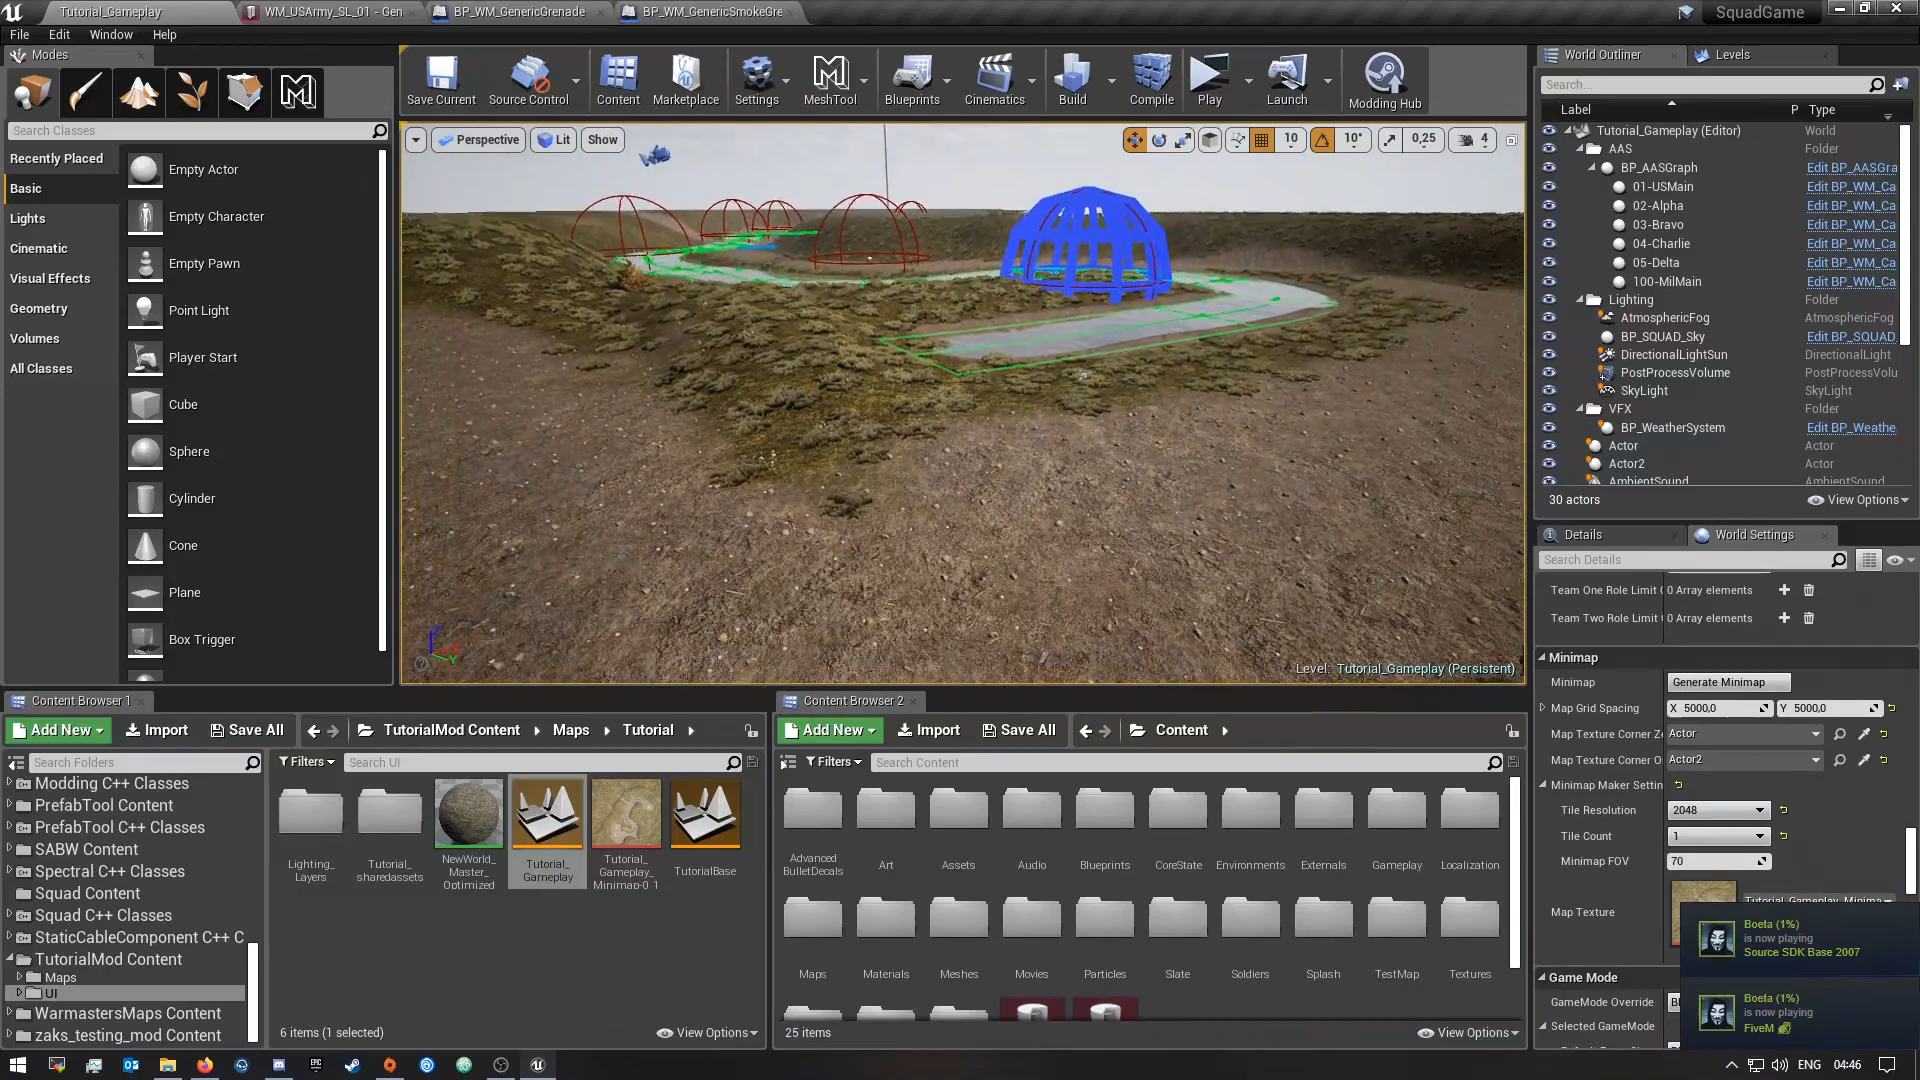 Tutorial_Gameplay
WM_USArmy_SL_01 - Gen
BP_WM_GenericGrenade
BP_WM_GenericSmokeGre
SquadGame
File Edit Window Help
Modes
Search Classes
Recently Placed
Basic
Lights
Cinematic
Visual Effects
Geometry
Volumes
All Classes
Empty Actor
Empty Character
Empty Pawn
Point Light
Player Start
Cube
Sphere
Cylinder
Cone
Plane
Box Trigger
Save Current
Source Control
Content
Marketplace
Settings
MeshTool
Blueprints
Cinematics
Build
Compile
Play
Launch
Modding Hub
Perspective
Lit
Show
10
10°
0,25
4
Level: Tutorial_Gameplay (Persistent)
World Outliner
Levels
Search...
Label P Type
Tutorial_Gameplay (Editor) World
AAS Folder
BP_AASGraph Edit BP_AASGra
01-USMain Edit BP_WM_Ca
02-Alpha Edit BP_WM_Ca
03-Bravo Edit BP_WM_Ca
04-Charlie Edit BP_WM_Ca
05-Delta Edit BP_WM_Ca
100-MilMain Edit BP_WM_Ca
Lighting Folder
AtmosphericFog AtmosphericFog
BP_SQUAD_Sky Edit BP_SQUAD_
DirectionalLightSun DirectionalLight
PostProcessVolume PostProcessVolu
SkyLight SkyLight
VFX Folder
BP_WeatherSystem Edit BP_Weathe
Actor Actor
Actor2 Actor
AmbientSound AmbientSound
30 actors
View Options
Details
World Settings
Search Details
Team One Role Limit 0 Array elements
Team Two Role Limit 0 Array elements
Minimap
Minimap Generate Minimap
Map Grid Spacing X 5000,0 Y 5000,0
Map Texture Corner Ze Actor
Map Texture Corner O Actor2
Minimap Maker Settin
Tile Resolution 2048
Tile Count 1
Minimap FOV 70
Map Texture
Game Mode
GameMode Override
Selected GameMode
Boeta (1%)
is now playing
Source SDK Base 2007
Boeta (1%)
is now playing
FiveM
Content Browser 1
Add New
Import
Save All
TutorialMod Content
Maps
Tutorial
Search Folders
Filters
Search UI
Modding C++ Classes
PrefabTool Content
PrefabTool C++ Classes
SABW Content
Spectral C++ Classes
Squad Content
Squad C++ Classes
StaticCableComponent C++ C
TutorialMod Content
Maps
UI
WarmastersMaps Content
zaks_testing_mod Content
Lighting_
Layers
Tutorial_
sharedassets
NewWorld_
Master_
Optimized
Tutorial_
Gameplay
Tutorial_
Gameplay_
Minimap-0_1
TutorialBase
6 items (1 selected)
View Options
Content Browser 2
Add New
Import
Save All
Content
Filters
Search Content
Advanced
BulletDecals
Art
Assets
Audio
Blueprints
CoreState
Environments
Externals
Gameplay
Localization
Maps
Materials
Meshes
Movies
Particles
Slate
Soldiers
Splash
TestMap
Textures
25 items
View Options
ENG
04:46